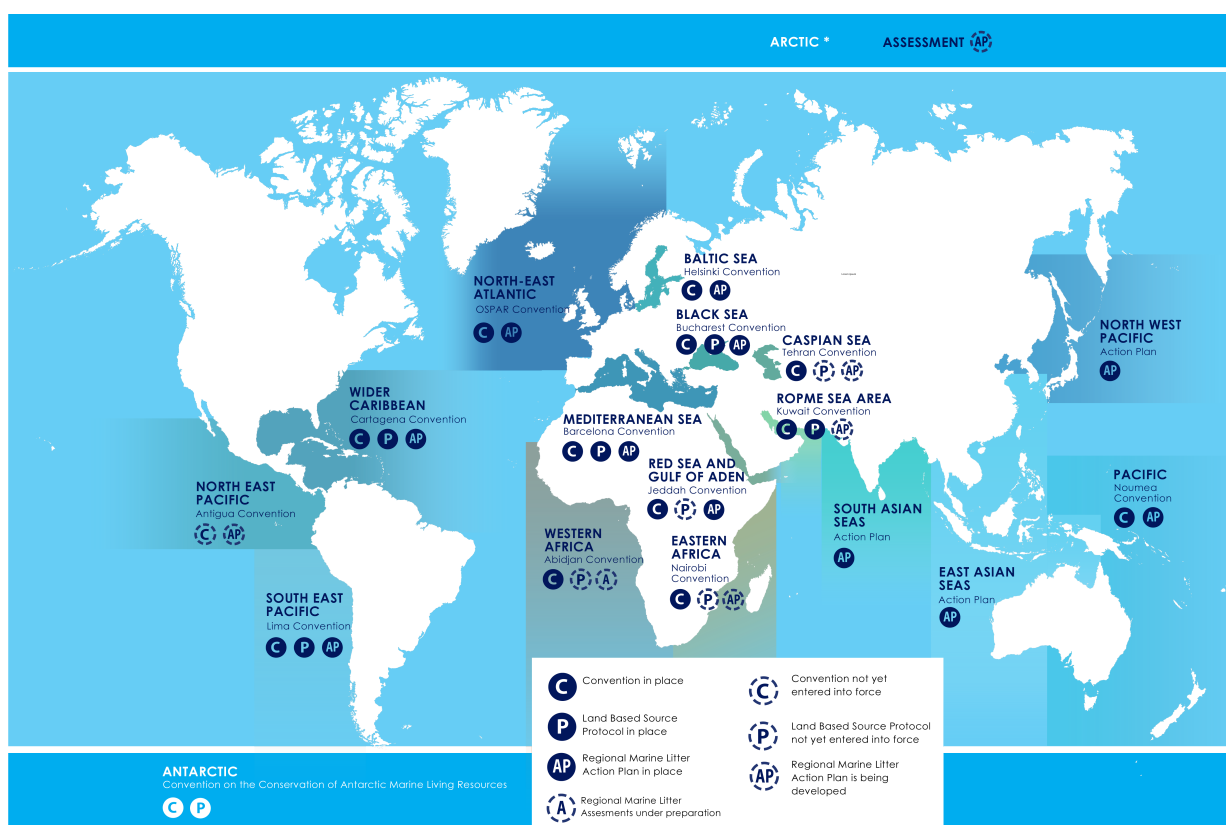 ARCTIC *
ASSESSMENT AP
BALTIC SEA
Helsinki Convention
C AP
NORTH-EAST
ATLANTIC
OSPAR Convention
C AP
BLACK SEA
Bucharest Convention
C P AP
CASPIAN SEA
Tehran Convention
C P AP
NORTH WEST
PACIFIC
Action Plan
AP
WIDER
CARIBBEAN
Cartagena Convention
C P AP
ROPME SEA AREA
Kuwait Convention
C P AP
MEDITERRANEAN SEA
Barcelona Convention
C P AP
RED SEA AND
GULF OF ADEN
Jeddah Convention
C P AP
PACIFIC
Noumea
Convention
C AP
NORTH EAST
PACIFIC
Antigua Convention
C AP
SOUTH ASIAN
SEAS
Action Plan
AP
WESTERN
AFRICA
Abidjan Convention
C P A
EASTERN
AFRICA
Nairobi
Convention
C P AP
EAST ASIAN
SEAS
Action Plan
AP
SOUTH EAST
PACIFIC
Lima Convention
C P AP
C Convention in place
P Land Based Source
Protocol in place
AP Regional Marine Litter
Action Plan in place
A Regional Marine Litter
Assesments under preparation
C Convention not yet
entered into force
P Land Based Source Protocol
not yet entered into force
AP Regional Marine Litter
Action Plan is being
developed
ANTARCTIC
Convention on the Conservation of Antarctic Marine Living Resources
C P